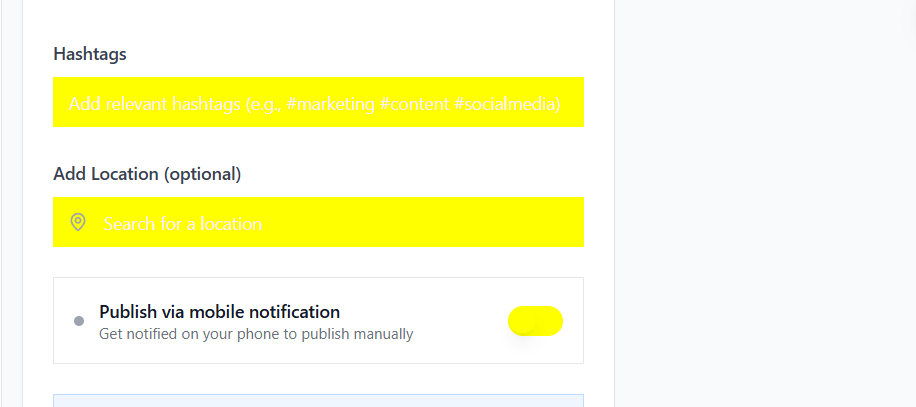 Hashtags
Add relevant hashtags (e.g., #marketing #content #socialmedia)
Add Location (optional)
Search for a location
Publish via mobile notification
Get notified on your phone to publish manually